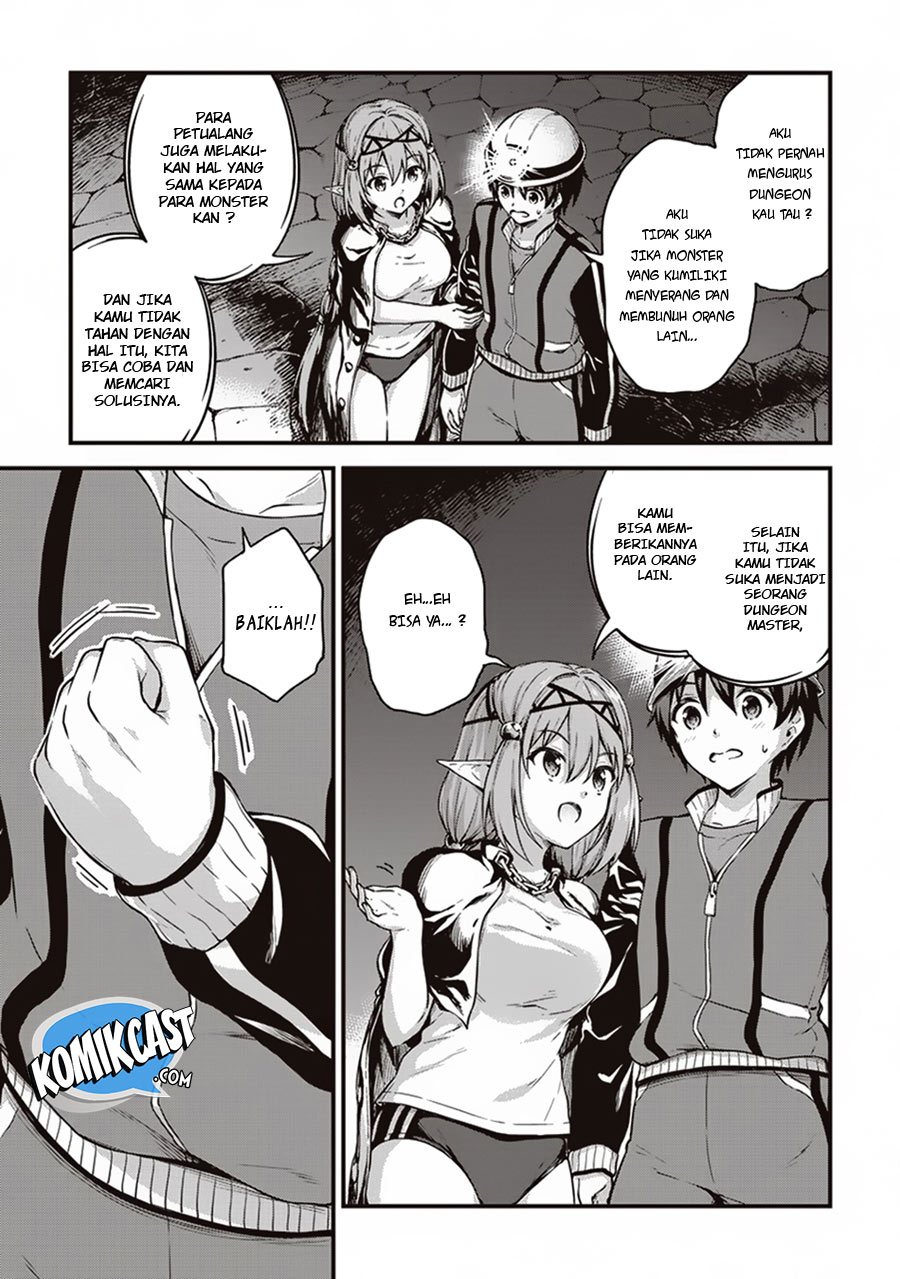 AKU
TIDAK PERNAH
MENGURUS
DUNGEON
KAU TAU ?
AKU
TIDAK SUKA
JIKA MONSTER
YANG KUMILIKI
MENYERANG DAN
MEMBUNUH ORANG
LAIN...
PARA
PETUALANG
JUGA MELAKU-
KAN HAL YANG
SAMA KEPADA
PARA MONSTER
KAN ?
DAN JIKA
KAMU TIDAK
TAHAN DENGAN
HAL ITU, KITA
BISA COBA DAN
MEMCARI
SOLUSINYA.
SELAIN
ITU, JIKA
KAMU TIDAK
SUKA MENJADI
SEORANG
DUNGEON
MASTER,
KAMU
BISA MEM-
BERIKANNYA
PADA ORANG
LAIN.
EH...EH
BISA YA... ?
...
BAIKLAH!!
KOMIKCAST
.COM